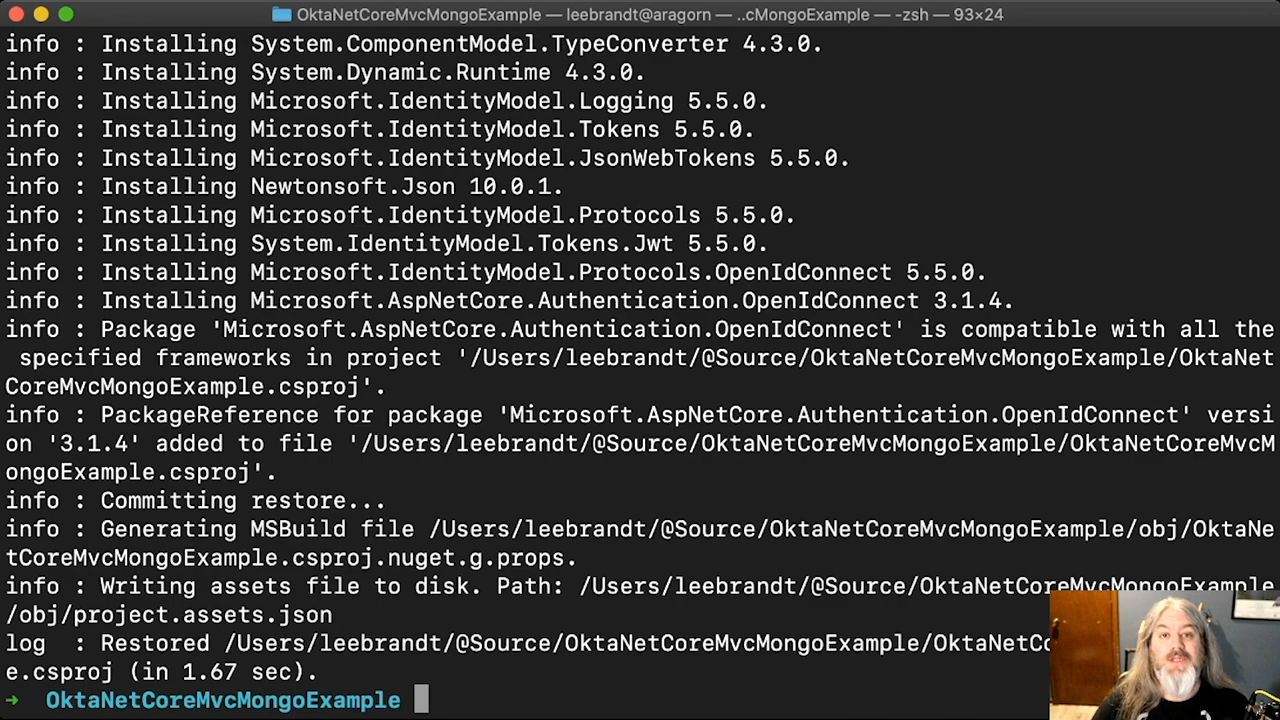 OktaNetCoreMvcMongoExample — leebrandt@aragorn — ..cMongoExample — -zsh — 93×24
info : Installing System.ComponentModel.TypeConverter 4.3.0.
info : Installing System.Dynamic.Runtime 4.3.0.
info : Installing Microsoft.IdentityModel.Logging 5.5.0.
info : Installing Microsoft.IdentityModel.Tokens 5.5.0.
info : Installing Microsoft.IdentityModel.JsonWebTokens 5.5.0.
info : Installing Newtonsoft.Json 10.0.1.
info : Installing Microsoft.IdentityModel.Protocols 5.5.0.
info : Installing System.IdentityModel.Tokens.Jwt 5.5.0.
info : Installing Microsoft.IdentityModel.Protocols.OpenIdConnect 5.5.0.
info : Installing Microsoft.AspNetCore.Authentication.OpenIdConnect 3.1.4.
info : Package 'Microsoft.AspNetCore.Authentication.OpenIdConnect' is compatible with all the
specified frameworks in project '/Users/leebrandt/@Source/OktaNetCoreMvcMongoExample/OktaNet
CoreMvcMongoExample.csproj'.
info : PackageReference for package 'Microsoft.AspNetCore.Authentication.OpenIdConnect' versi
on '3.1.4' added to file '/Users/leebrandt/@Source/OktaNetCoreMvcMongoExample/OktaNetCoreMvcM
ongoExample.csproj'.
info : Committing restore...
info : Generating MSBuild file /Users/leebrandt/@Source/OktaNetCoreMvcMongoExample/obj/OktaNe
tCoreMvcMongoExample.csproj.nuget.g.props.
info : Writing assets file to disk. Path: /Users/leebrandt/@Source/OktaNetCoreMvcMongoExample
/obj/project.assets.json
log : Restored /Users/leebrandt/@Source/OktaNetCoreMvcMongoExample/OktaNetCo
e.csproj (in 1.67 sec).
➜ OktaNetCoreMvcMongoExample